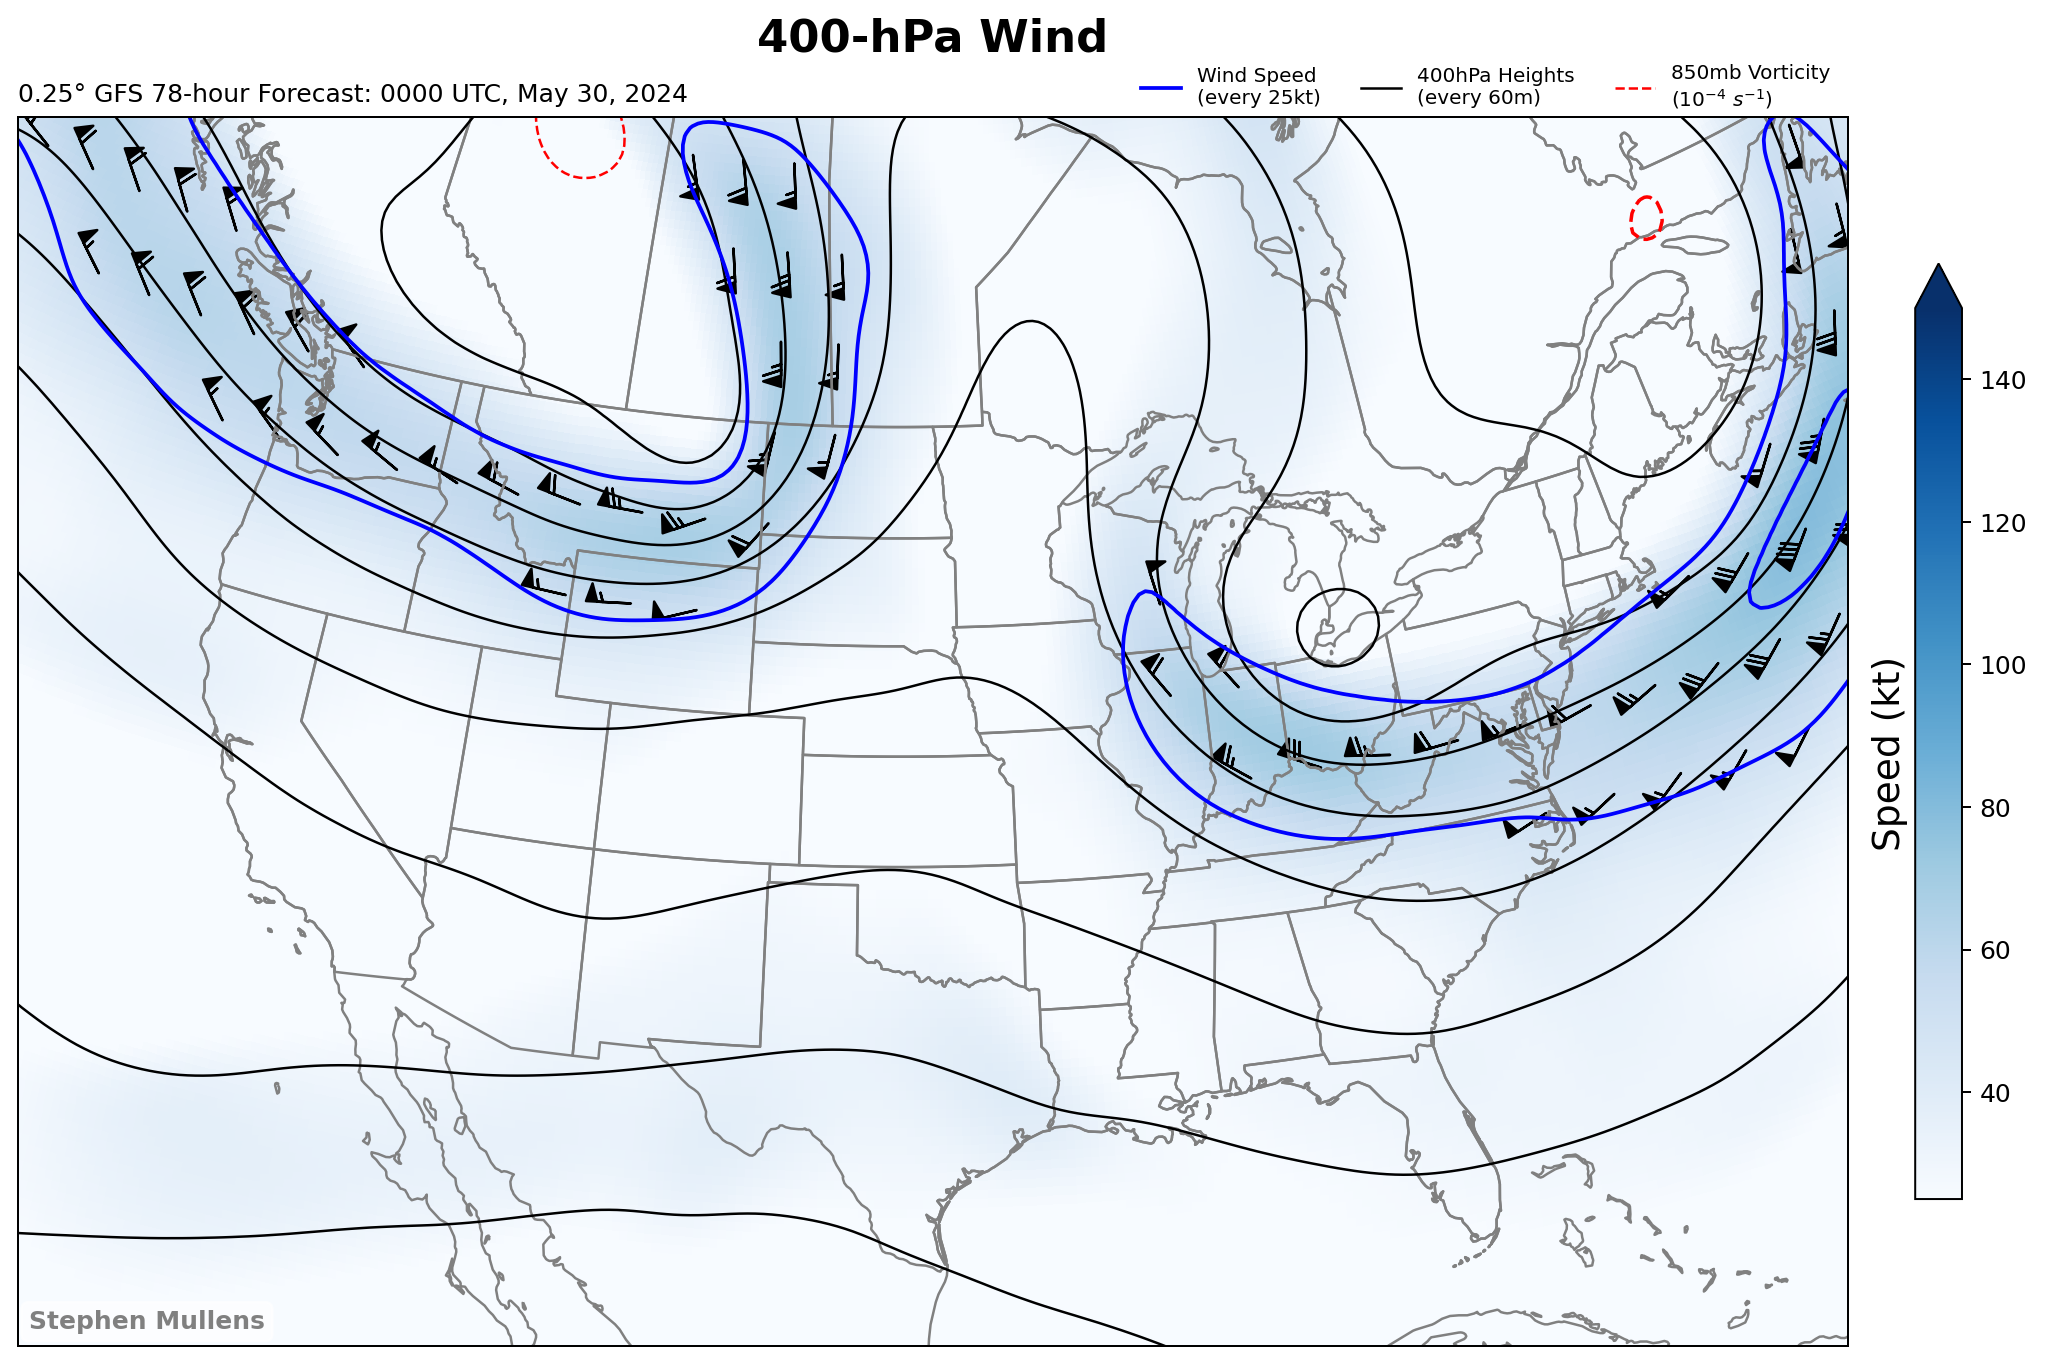 400-hPa Wind
0.25° GFS 78-hour Forecast: 0000 UTC, May 30, 2024
Wind Speed
(every 25kt)
400hPa Heights
(every 60m)
850mb Vorticity
(10⁻⁴ s⁻¹)
140
120
100
80
60
40
Speed (kt)
Stephen Mullens